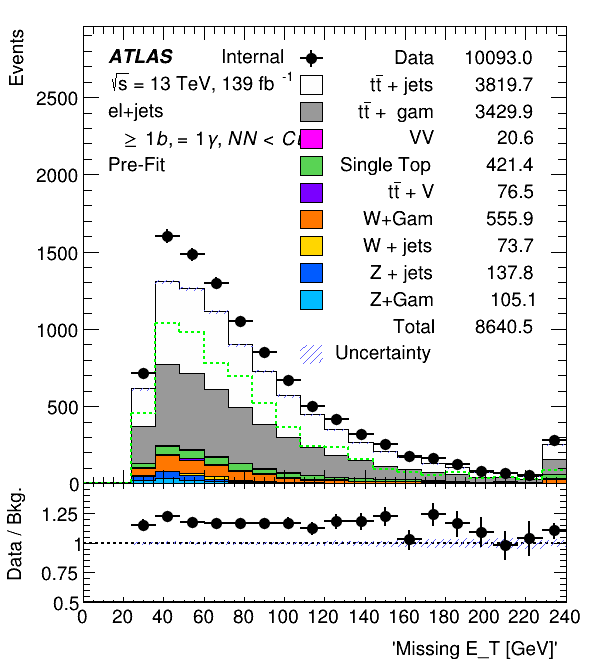 Events
ATLAS Internal
√s = 13 TeV, 139 fb⁻¹
el+jets
≥ 1b, = 1γ, NN < C
Pre-Fit
Data 10093.0
tt̄ + jets 3819.7
tt̄ + gam 3429.9
VV 20.6
Single Top 421.4
tt̄ + V 76.5
W+Gam 555.9
W + jets 73.7
Z + jets 137.8
Z+Gam 105.1
Total 8640.5
Uncertainty
2500
2000
1500
1000
500
0
Data / Bkg.
1.25
1
0.75
0.5
0 20 40 60 80 100 120 140 160 180 200 220 240
'Missing E_T [GeV]'